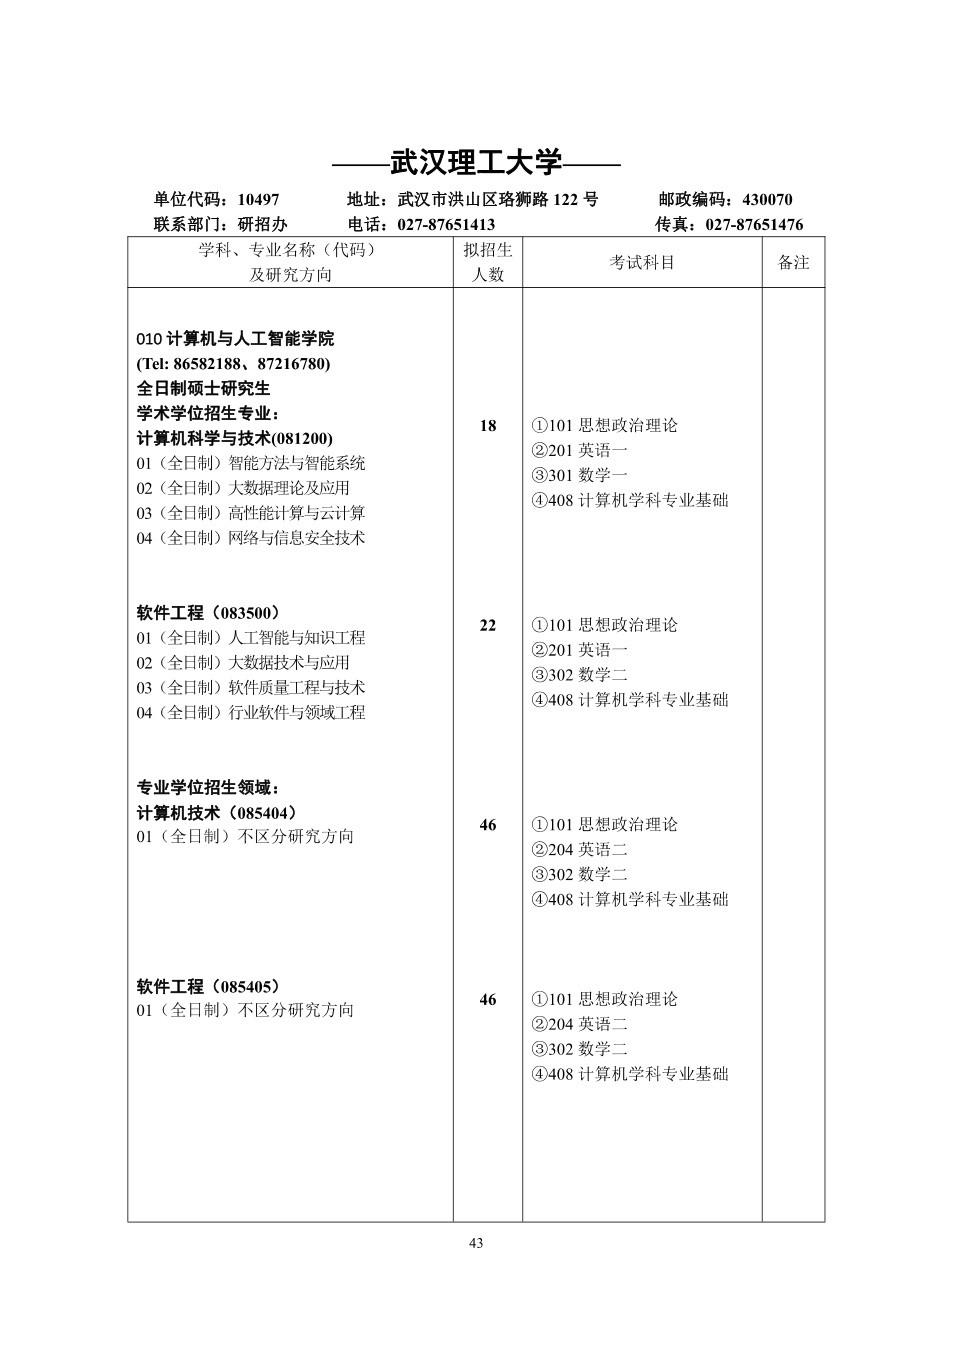 ——武汉理工大学——
单位代码：10497 地址：武汉市洪山区珞狮路 122 号 邮政编码：430070
联系部门：研招办 电话：027-87651413 传真：027-87651476
学科、专业名称（代码）
及研究方向
拟招生
人数
考试科目
备注
010 计算机与人工智能学院
(Tel: 86582188、87216780)
全日制硕士研究生
学术学位招生专业：
计算机科学与技术(081200)
01（全日制）智能方法与智能系统
02（全日制）大数据理论及应用
03（全日制）高性能计算与云计算
04（全日制）网络与信息安全技术
18
①101 思想政治理论
②201 英语一
③301 数学一
④408 计算机学科专业基础
软件工程（083500）
01（全日制）人工智能与知识工程
02（全日制）大数据技术与应用
03（全日制）软件质量工程与技术
04（全日制）行业软件与领域工程
22
①101 思想政治理论
②201 英语一
③302 数学二
④408 计算机学科专业基础
专业学位招生领域：
计算机技术（085404）
01（全日制）不区分研究方向
46
①101 思想政治理论
②204 英语二
③302 数学二
④408 计算机学科专业基础
软件工程（085405）
01（全日制）不区分研究方向
46
①101 思想政治理论
②204 英语二
③302 数学二
④408 计算机学科专业基础
43